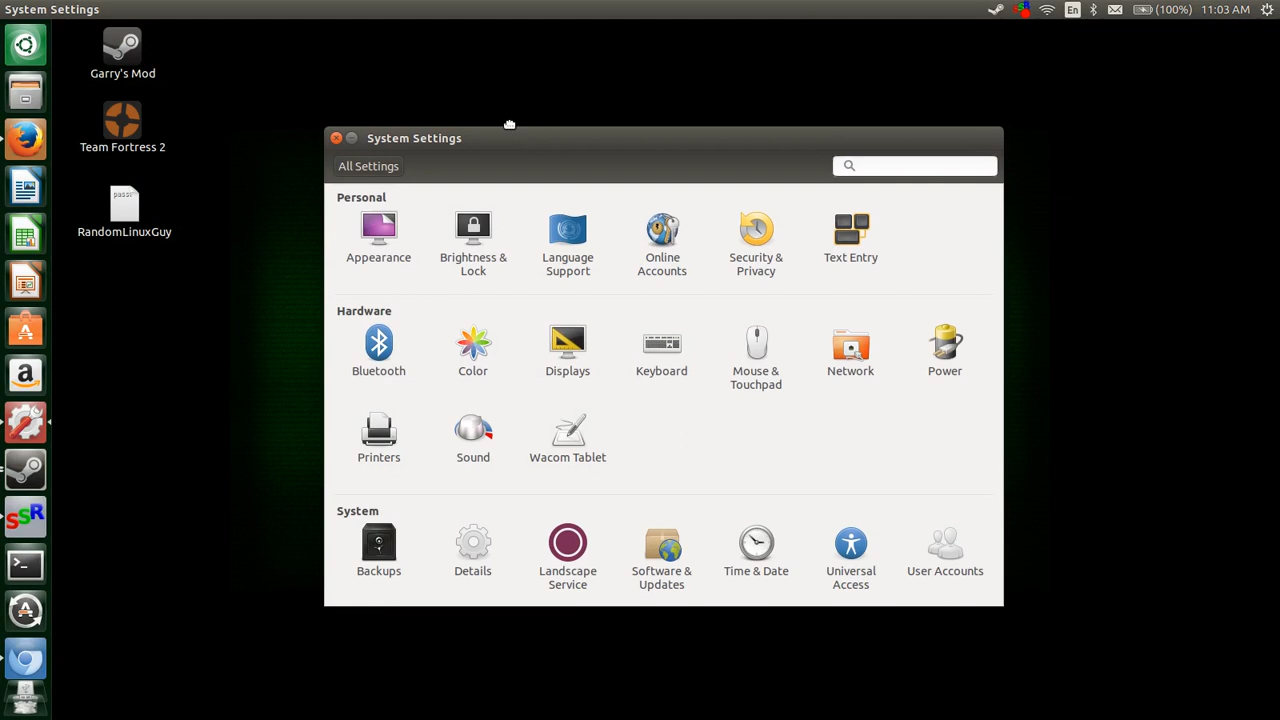 System Settings
En
(100%)
11:03 AM
Garry's Mod
Team Fortress 2
passr
RandomLinuxGuy
System Settings
All Settings
Personal
Appearance
Brightness &
Lock
Language
Support
Online
Accounts
Security &
Privacy
Text Entry
Hardware
Bluetooth
Color
Displays
Keyboard
Mouse &
Touchpad
Network
Power
Printers
Sound
Wacom Tablet
System
Backups
Details
Landscape
Service
Software &
Updates
Time & Date
Universal
Access
User Accounts
a
SSR